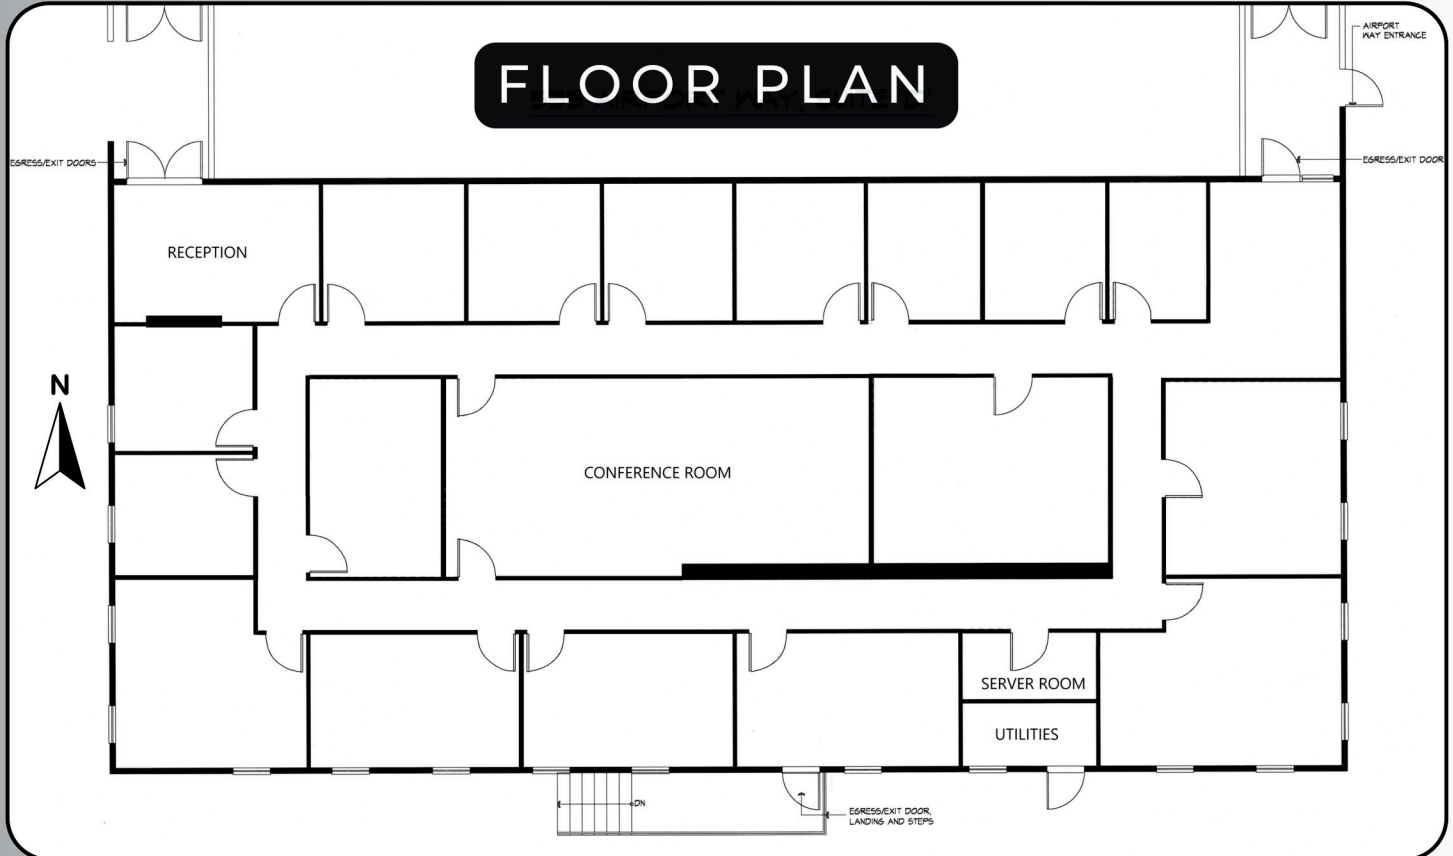 FLOOR PLAN
AIRPORT
WAY ENTRANCE
EGRESS/EXIT DOORS
EGRESS/EXIT DOOR
RECEPTION
N
CONFERENCE ROOM
SERVER ROOM
UTILITIES
DN
EGRESS/EXIT DOOR,
LANDING AND STEPS